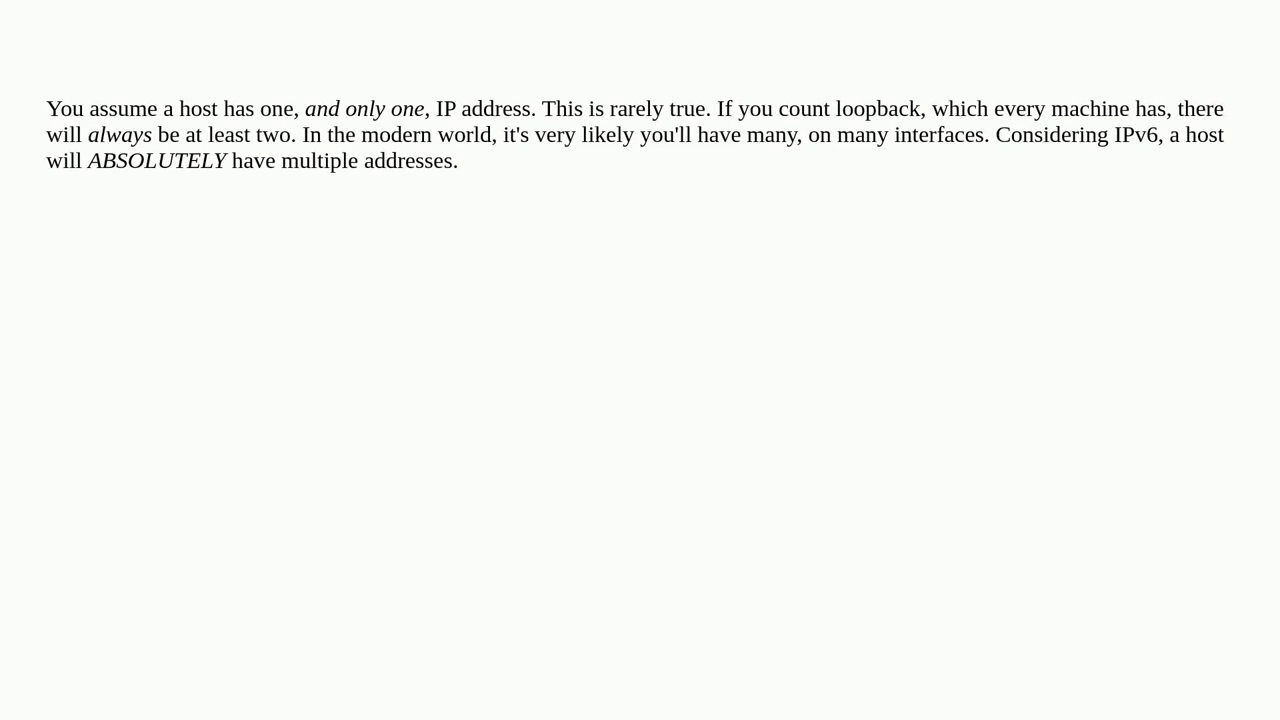 You assume a host has one, and only one, IP address. This is rarely true. If you count loopback, which every machine has, there
will always be at least two. In the modern world, it's very likely you'll have many, on many interfaces. Considering IPv6, a host
will ABSOLUTELY have multiple addresses.